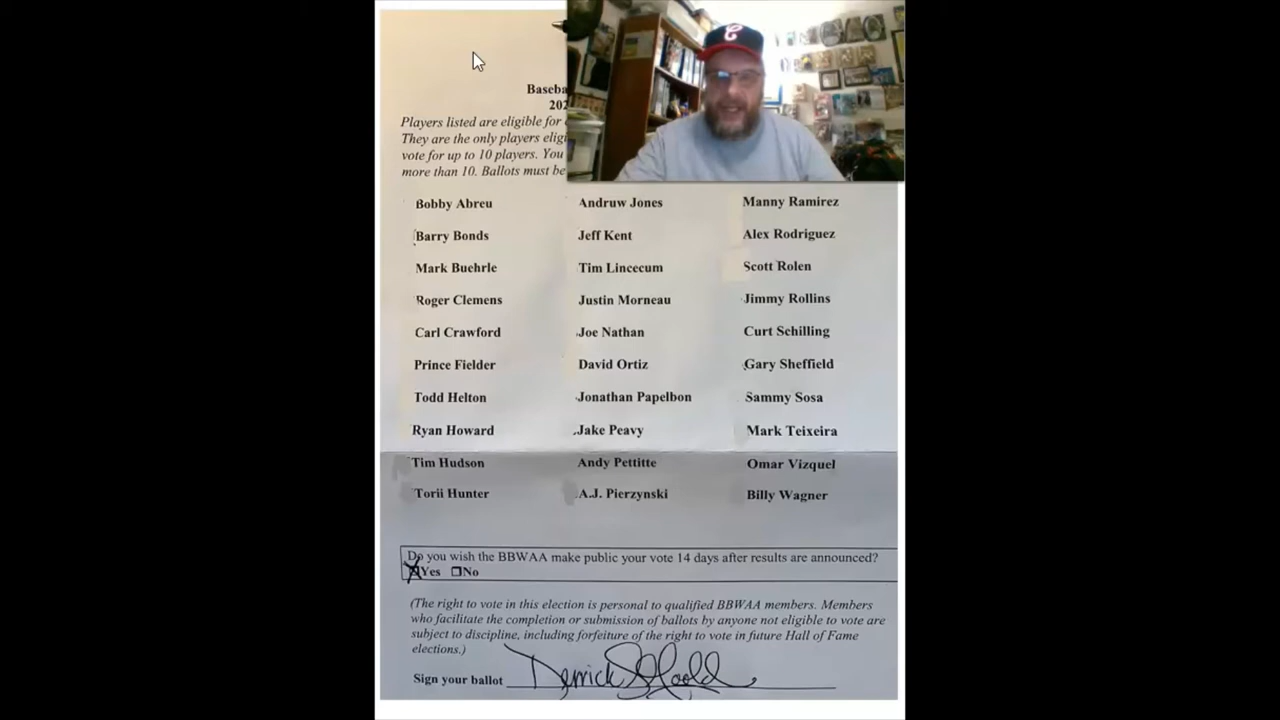 Baseba
202
Players listed are eligible for
They are the only players elig
vote for up to 10 players. You
more than 10. Ballots must be
Bobby Abreu Andruw Jones Manny Ramirez
Barry Bonds Jeff Kent Alex Rodriguez
Mark Buehrle Tim Lincecum Scott Rolen
Roger Clemens Justin Morneau Jimmy Rollins
Carl Crawford Joe Nathan Curt Schilling
Prince Fielder David Ortiz Gary Sheffield
Todd Helton Jonathan Papelbon Sammy Sosa
Ryan Howard Jake Peavy Mark Teixeira
Tim Hudson Andy Pettitte Omar Vizquel
Torii Hunter A.J. Pierzynski Billy Wagner
Do you wish the BBWAA make public your vote 14 days after results are announced?
Yes No
(The right to vote in this election is personal to qualified BBWAA members. Members
who facilitate the completion or submission of ballots by anyone not eligible to vote are
subject to discipline, including forfeiture of the right to vote in future Hall of Fame
elections.)
Sign your ballot Derrick S Goold
C